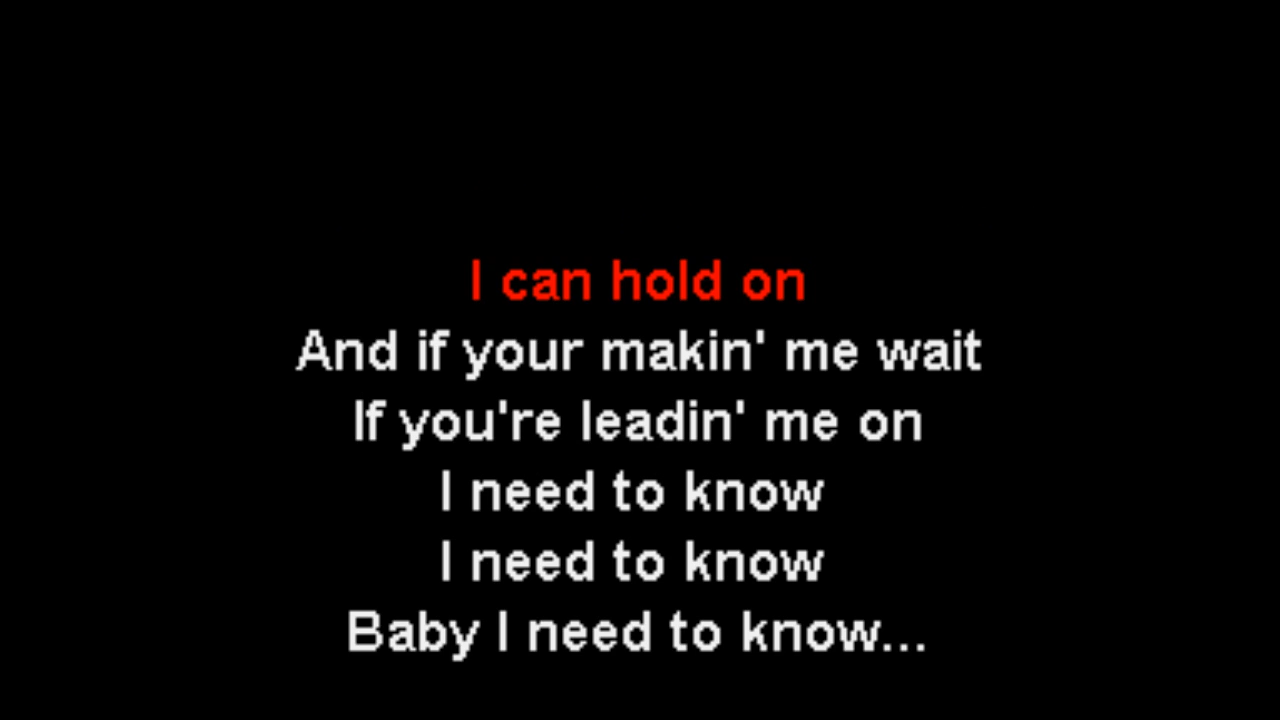 I can hold on
And if your makin' me wait
If you're leadin' me on
I need to know
I need to know
Baby I need to know...